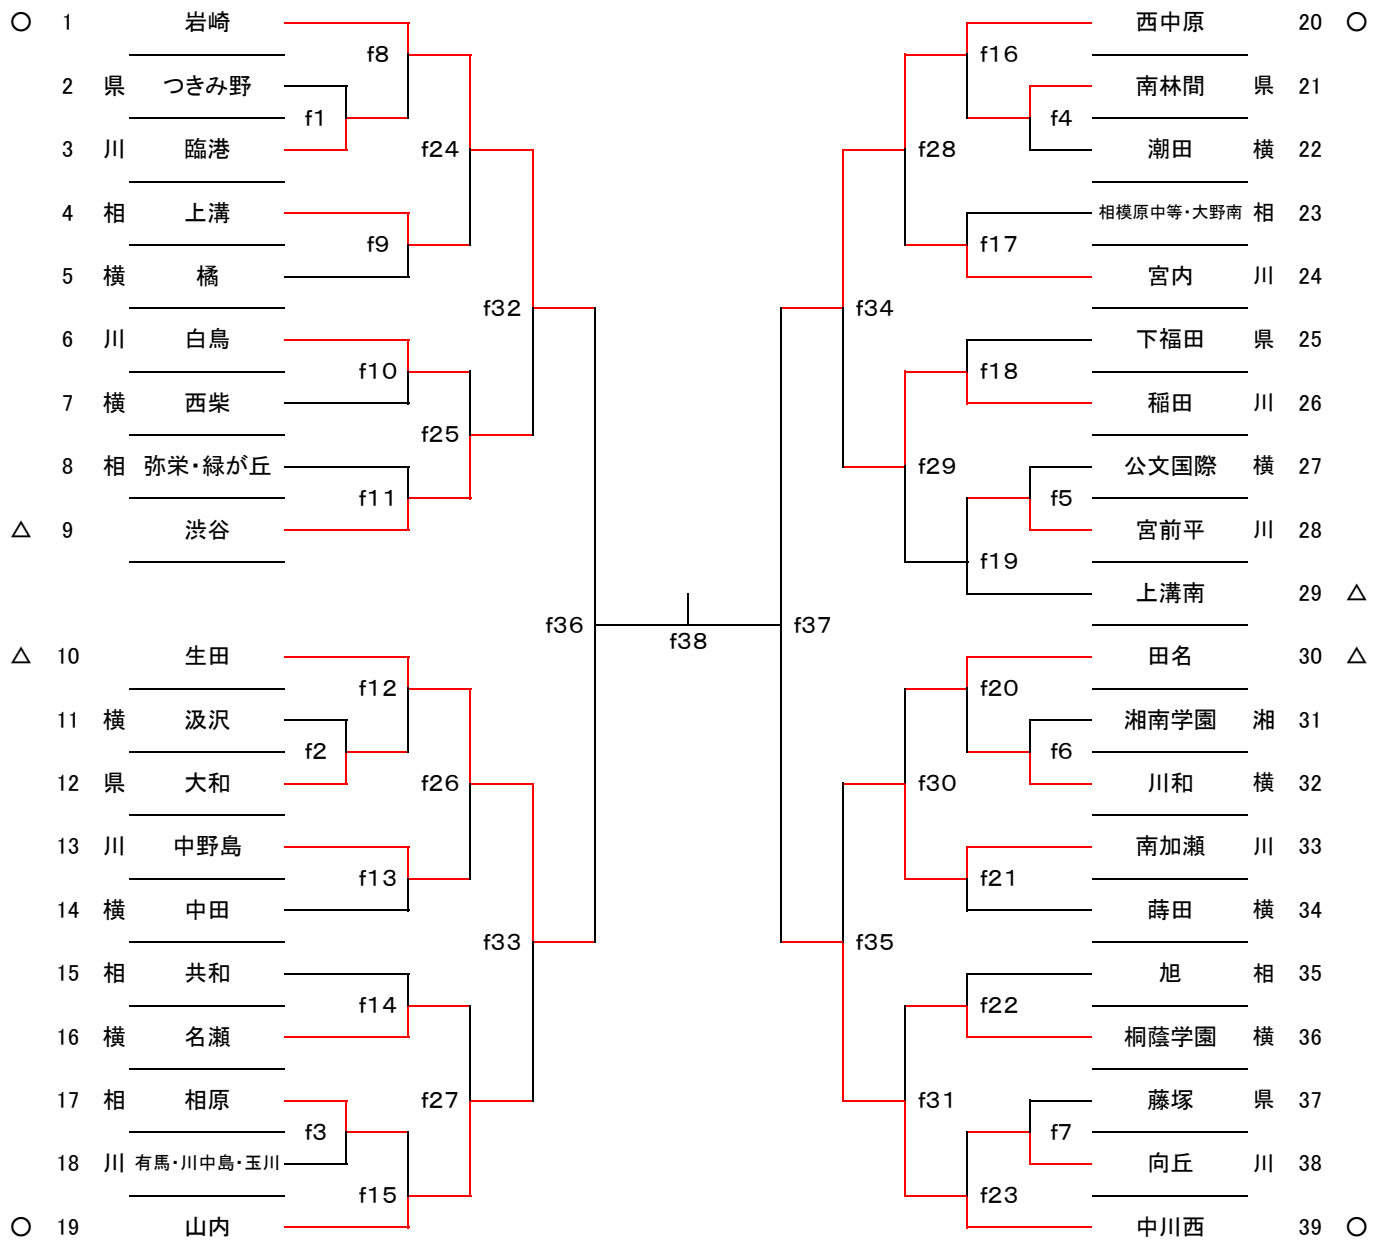 ○ 1 岩崎
f8
2 県 つきみ野
f1
3 川 臨港
f24
4 相 上溝
f9
5 横 橘
f32
6 川 白鳥
f10
7 横 西柴
f25
8 相 弥栄・緑が丘
f11
△ 9 渋谷
f36
f38
△ 10 生田
f12
11 横 汲沢
f2
12 県 大和
f26
13 川 中野島
f13
14 横 中田
f33
15 相 共和
f14
16 横 名瀬
17 相 相原
f27
f3
18 川 有馬・川中島・玉川
f15
○ 19 山内
西中原 20 ○
f16
南林間 県 21
f4
潮田 横 22
f28
相模原中等・大野南 相 23
f17
宮内 川 24
f34
下福田 県 25
f18
稲田 川 26
公文国際 横 27
f29
f5
宮前平 川 28
f19
上溝南 29 △
f37
田名 30 △
f20
湘南学園 湘 31
f6
川和 横 32
f30
南加瀬 川 33
f21
蒔田 横 34
f35
旭 相 35
f22
桐蔭学園 横 36
藤塚 県 37
f31
f7
向丘 川 38
f23
中川西 39 ○